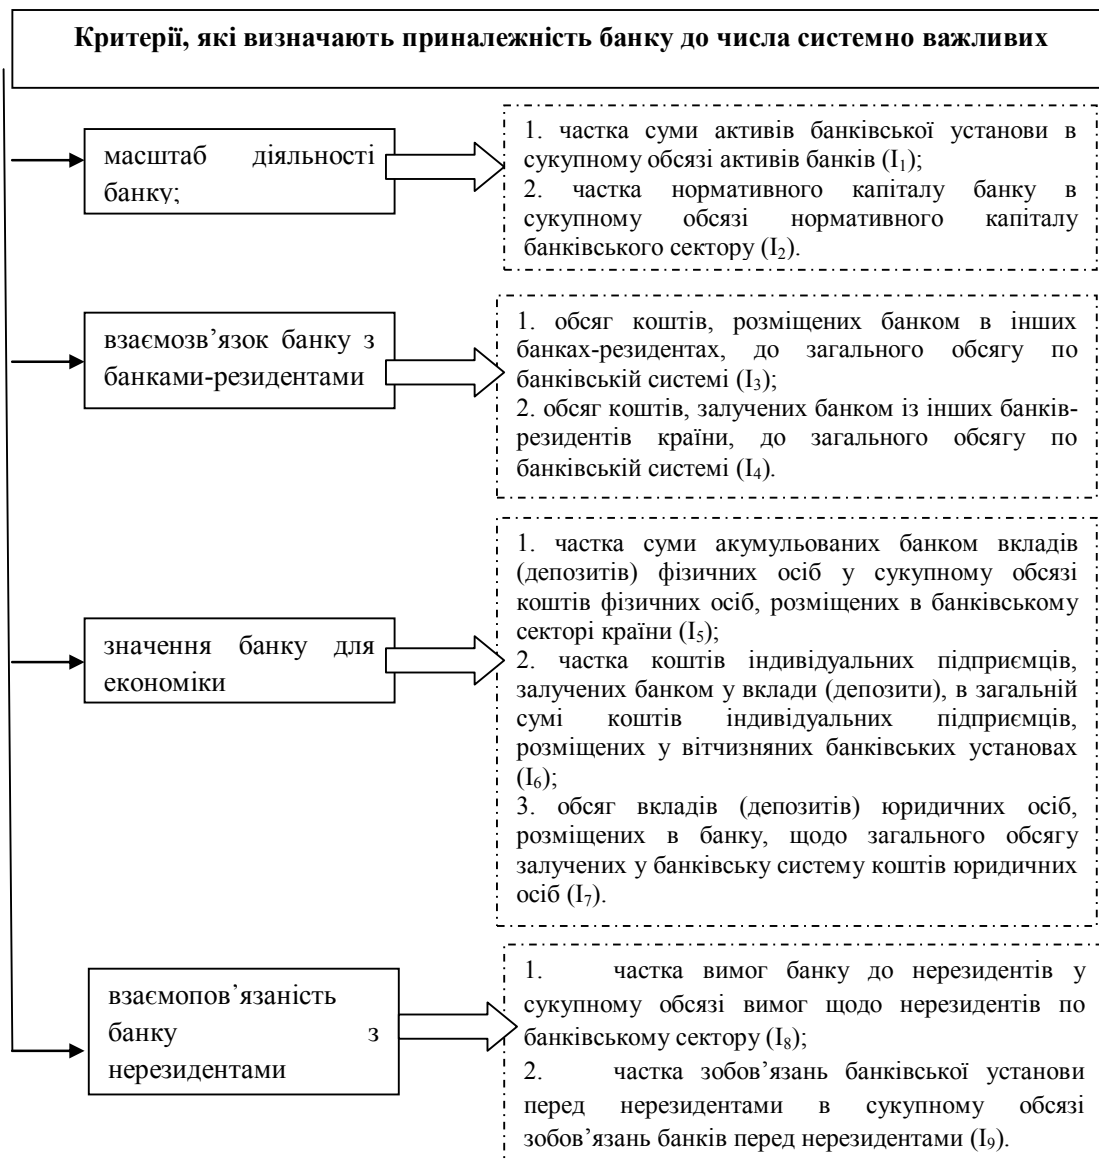 Критерії, які визначають приналежність банку до числа системно важливих
масштаб діяльності
банку;
1. частка суми активів банківської установи в
сукупному обсязі активів банків (I₁);
2. частка нормативного капіталу банку в
сукупному обсязі нормативного капіталу
банківського сектору (I₂).
взаємозв’язок банку з
банками-резидентами
1. обсяг коштів, розміщених банком в інших
банках-резидентах, до загального обсягу по
банківській системі (I₃);
2. обсяг коштів, залучених банком із інших банків-
резидентів країни, до загального обсягу по
банківській системі (I₄).
значення банку для
економіки
1. частка суми акумульованих банком вкладів
(депозитів) фізичних осіб у сукупному обсязі
коштів фізичних осіб, розміщених в банківському
секторі країни (I₅);
2. частка коштів індивідуальних підприємців,
залучених банком у вклади (депозити), в загальній
сумі коштів індивідуальних підприємців,
розміщених у вітчизняних банківських установах
(I₆);
3. обсяг вкладів (депозитів) юридичних осіб,
розміщених в банку, щодо загального обсягу
залучених у банківську систему коштів юридичних
осіб (I₇).
взаємопов’язаність
банку з
нерезидентами
1. частка вимог банку до нерезидентів у
сукупному обсязі вимог щодо нерезидентів по
банківському сектору (I₈);
2. частка зобов’язань банківської установи
перед нерезидентами в сукупному обсязі
зобов’язань банків перед нерезидентами (I₉).